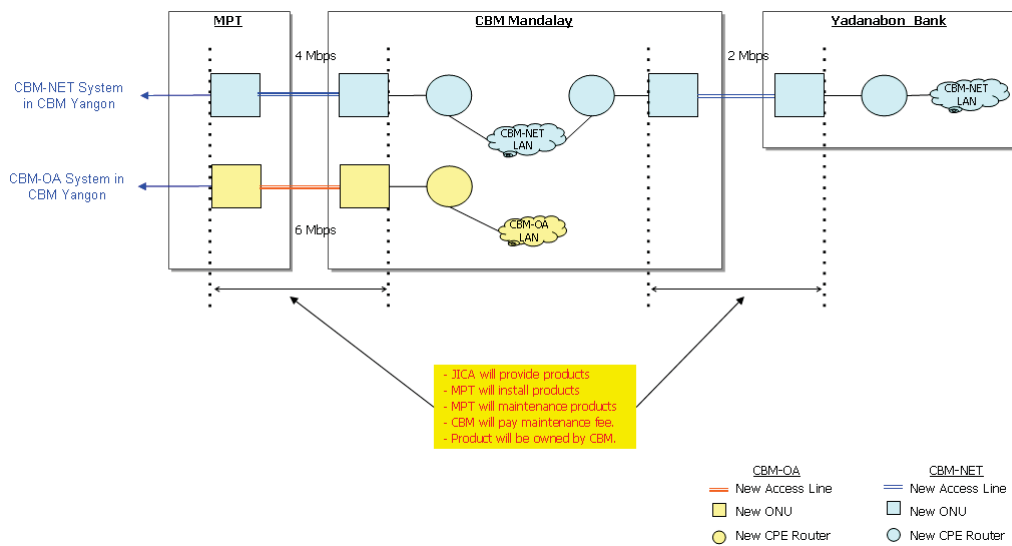 MPT
CBM Mandalay
Yadanabon Bank
4 Mbps
2 Mbps
CBM-NET System
in CBM Yangon
CBM-NET
LAN
CBM-NET
LAN
CBM-OA System in
CBM Yangon
6 Mbps
CBM-OA
LAN
- JICA will provide products
- MPT will install products
- MPT will maintenance products
- CBM will pay maintenance fee.
- Product will be owned by CBM.
CBM-OA
New Access Line
New ONU
New CPE Router
CBM-NET
New Access Line
New ONU
New CPE Router